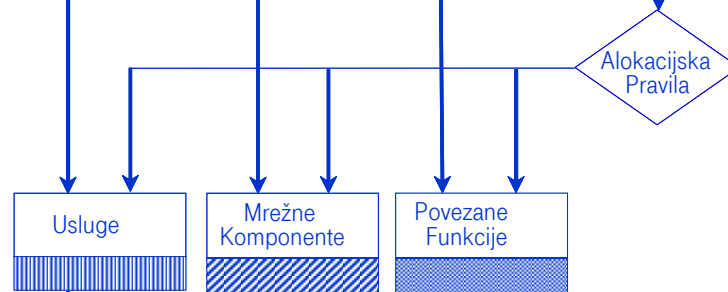 Alokacijska
Pravila
Usluge
Mrežne
Komponente
Povezane
Funkcije